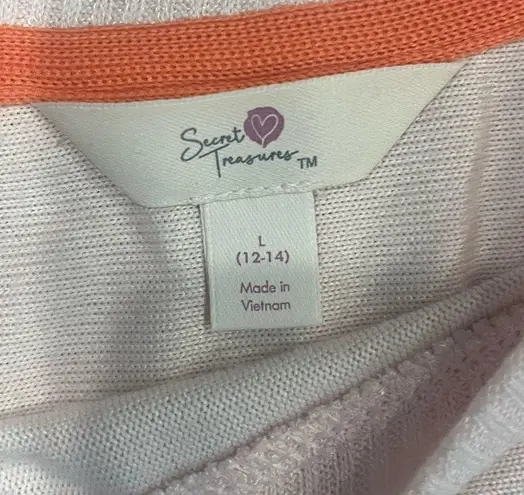 Secret
Treasures TM
L
(12-14)
Made in
Vietnam